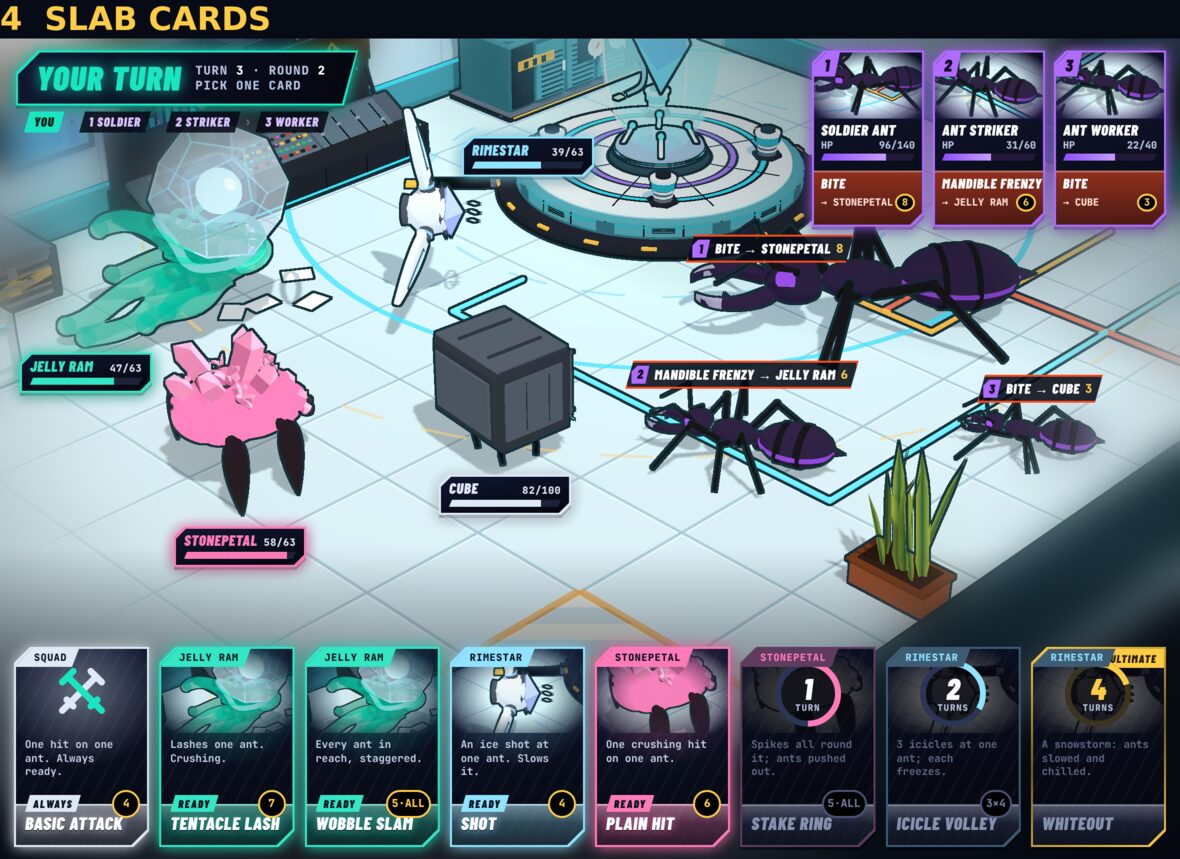 4 SLAB CARDS
YOUR TURN
TURN 3 · ROUND 2
PICK ONE CARD
YOU › 1 SOLDIER › 2 STRIKER › 3 WORKER
RIMESTAR 39/63
1
SOLDIER ANT
HP 96/140
BITE
→ STONEPETAL 8
2
ANT STRIKER
HP 31/60
MANDIBLE FRENZY
→ JELLY RAM 6
3
ANT WORKER
HP 22/40
BITE
→ CUBE 3
1 BITE → STONEPETAL 8
JELLY RAM 47/63
2 MANDIBLE FRENZY → JELLY RAM 6
3 BITE → CUBE 3
CUBE 82/100
STONEPETAL 58/63
SQUAD
One hit on one
ant. Always
ready.
ALWAYS 4
BASIC ATTACK
JELLY RAM
Lashes one ant.
Crushing.
READY 7
TENTACLE LASH
JELLY RAM
Every ant in
reach, staggered.
READY 5·ALL
WOBBLE SLAM
RIMESTAR
An ice shot at
one ant. Slows
it.
READY 4
SHOT
STONEPETAL
One crushing hit
on one ant.
READY 6
PLAIN HIT
STONEPETAL
1
TURN
Spikes all round
it; ants pushed
out.
5·ALL
STAKE RING
RIMESTAR
2
TURNS
3 icicles at one
ant; each
freezes.
3×4
ICICLE VOLLEY
RIMESTAR ULTIMATE
4
TURNS
A snowstorm: ants
slowed and
chilled.
WHITEOUT